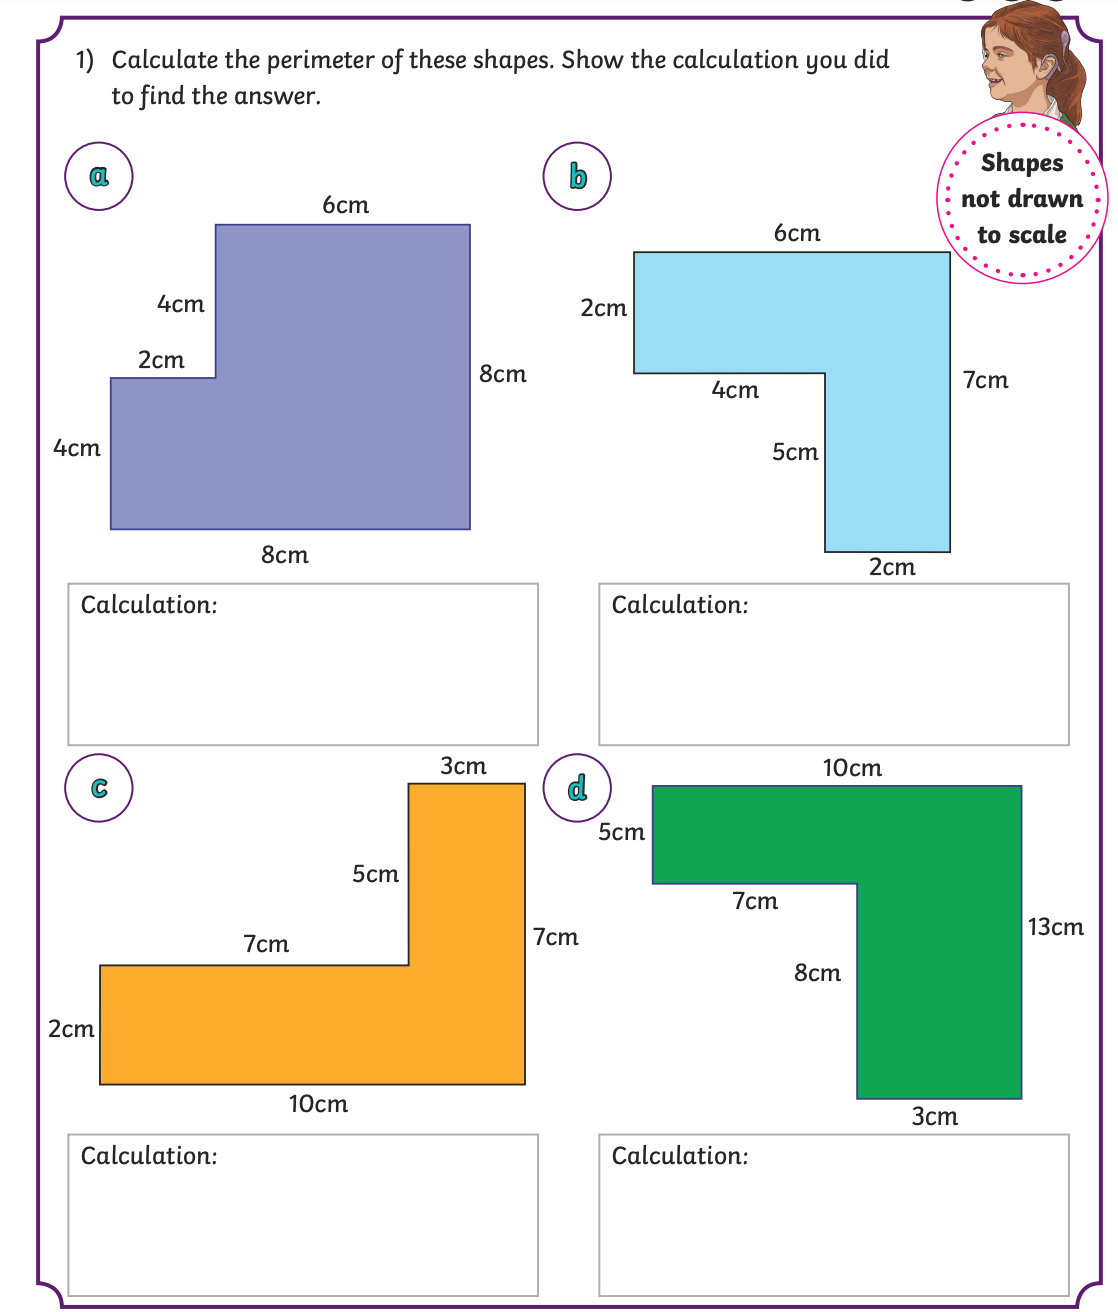 1) Calculate the perimeter of these shapes. Show the calculation you did
to find the answer.
Shapes
not drawn
to scale
a
6cm
4cm
2cm
8cm
4cm
8cm
Calculation:
b
6cm
2cm
7cm
4cm
5cm
2cm
Calculation:
c
3cm
5cm
7cm
7cm
2cm
10cm
Calculation:
d
10cm
5cm
7cm
13cm
8cm
3cm
Calculation: